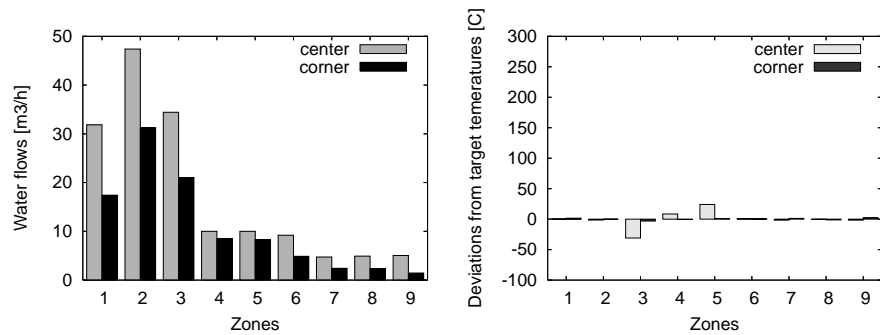 Water flows [m3/h]
50
40
30
20
10
0
center
corner
1 2 3 4 5 6 7 8 9
Zones
Deviations from target temeratures [C]
300
250
200
150
100
50
0
-50
-100
center
corner
1 2 3 4 5 6 7 8 9
Zones